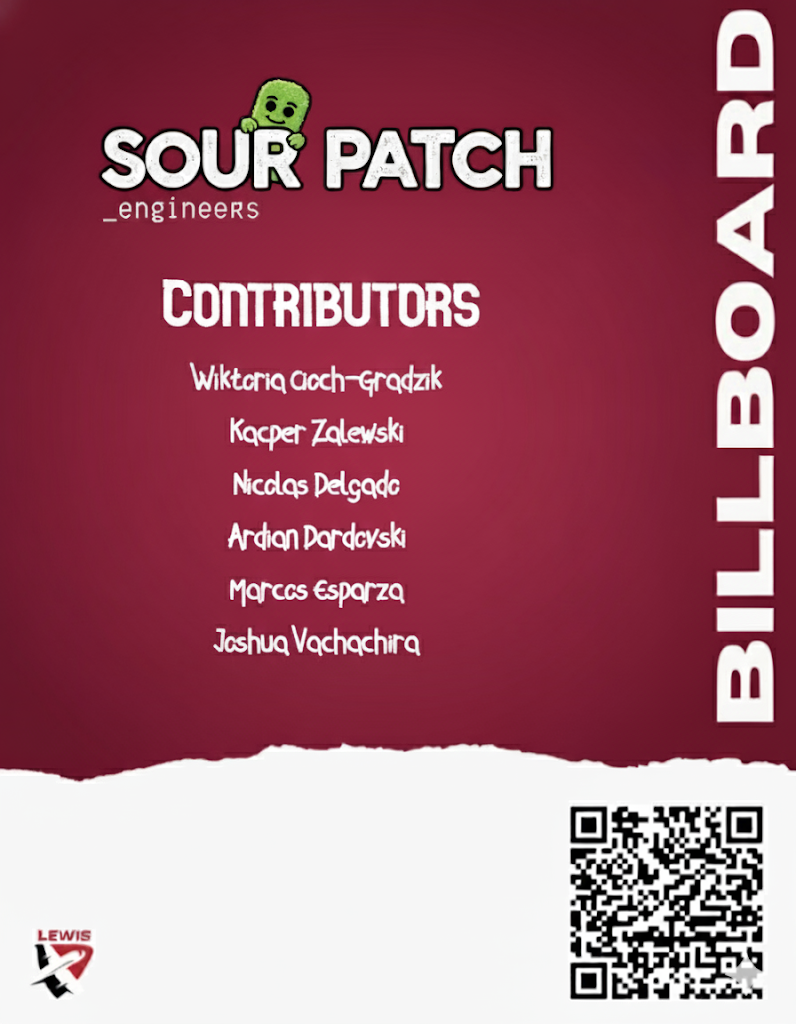 SOUR PATCH
_engineers
CONTRIBUTORS
Wiktoria Cioch-Gradzik
Kacper Zalewski
Nicolas Delgado
Ardian Dardovski
Marcos Esparza
Joshua Vachachira
BILLBOARD
LEWIS